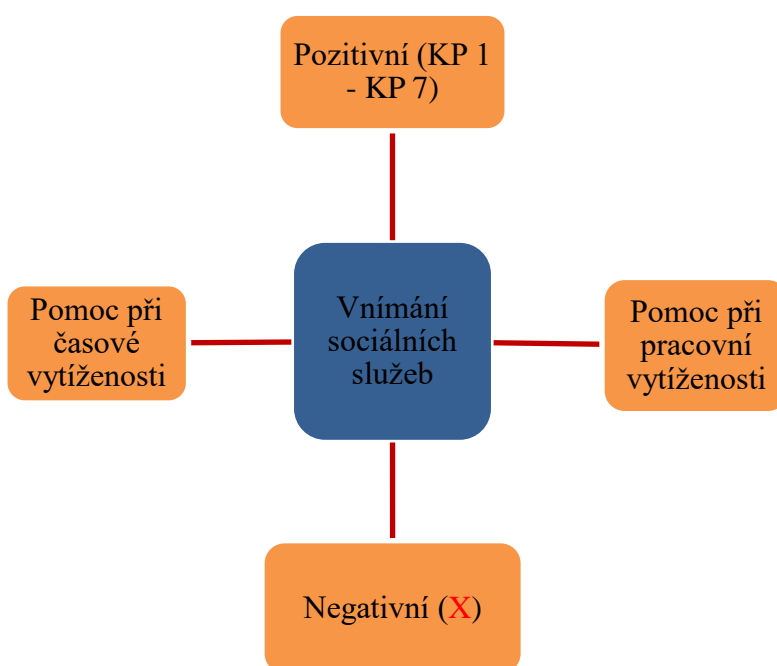 Pozitivní (KP 1
- KP 7)
Pomoc při
časové
vytíženosti
Vnímání
sociálních
služeb
Pomoc při
pracovní
vytíženosti
Negativní (X)